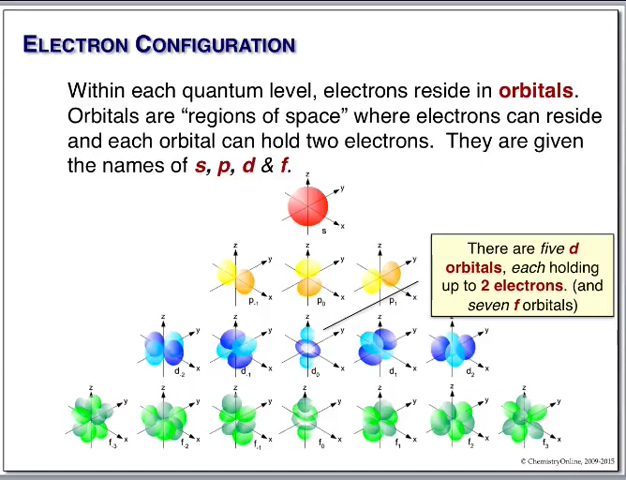 ELECTRON CONFIGURATION
Within each quantum level, electrons reside in orbitals.
Orbitals are “regions of space” where electrons can reside
and each orbital can hold two electrons. They are given
the names of s, p, d & f.
z
y
x
s
There are five d
orbitals, each holding
up to 2 electrons. (and
seven f orbitals)
z y x p-1
z y x p0
z y x p1
z y x d-2
z y x d-1
z y x d0
z y x d1
z y x d2
z y x f-3
z y x f-2
z y x f-1
z y x f0
z y x f1
z y x f2
z y x f3
© ChemistryOnline, 2009-2015